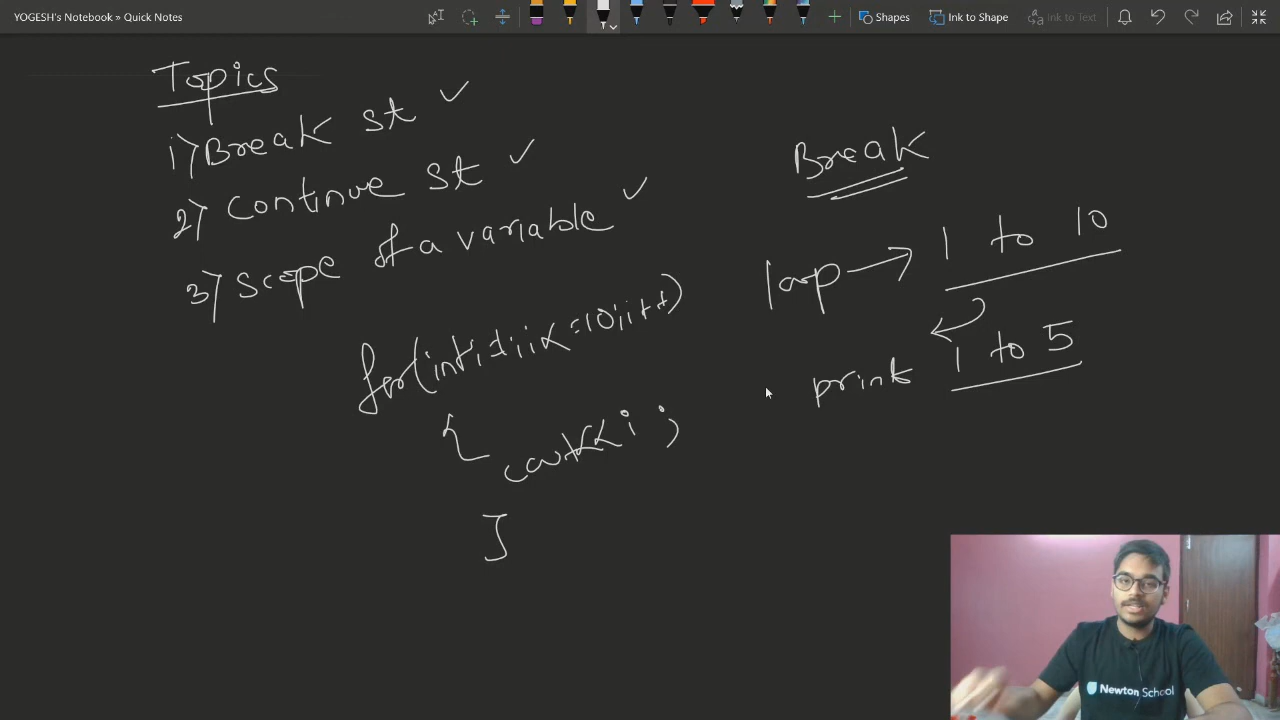 YOGESH's Notebook » Quick Notes
Shapes
Ink to Shape
Ink to Text
Topics
1) Break st ✓
2) Continue st ✓
3) Scope of a variable ✓
for(int i=1; i<=10; i++)
{
cout<<i;
}
Break
loop → 1 to 10
print 1 to 5
Newton School